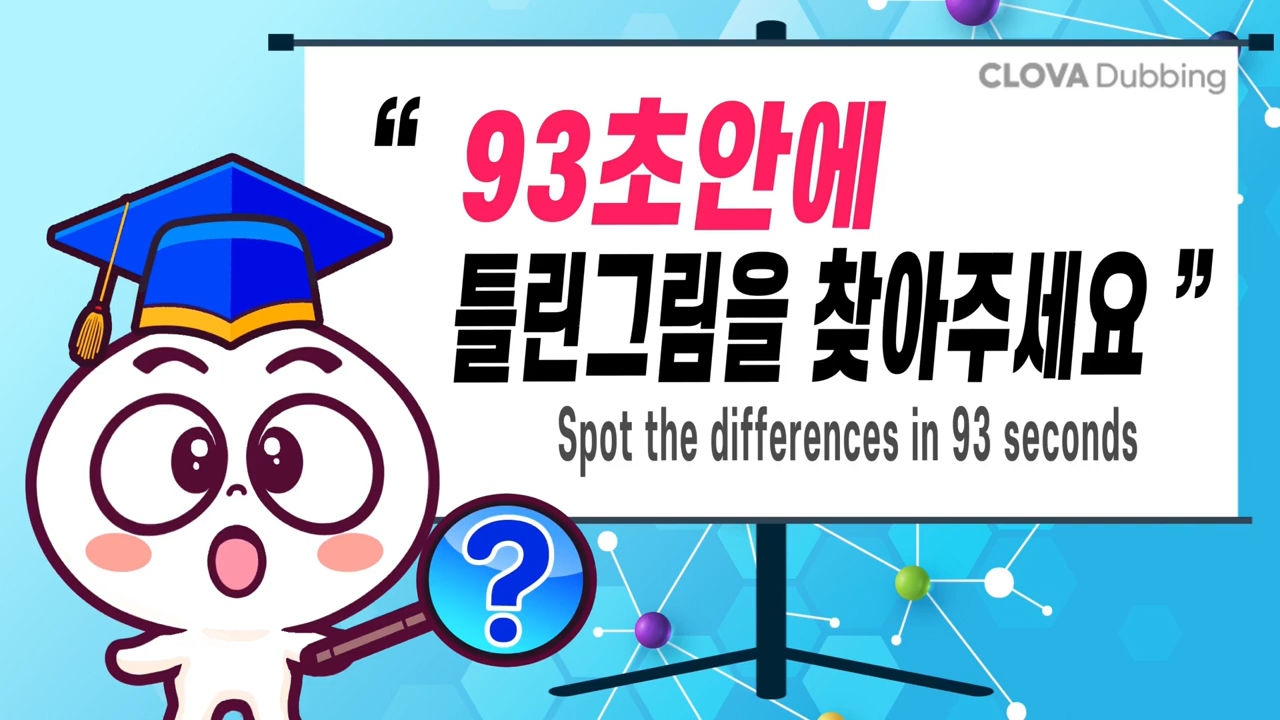 CLOVA Dubbing
“ 93초안에
틀린그림을 찾아주세요 ”
Spot the differences in 93 seconds
?